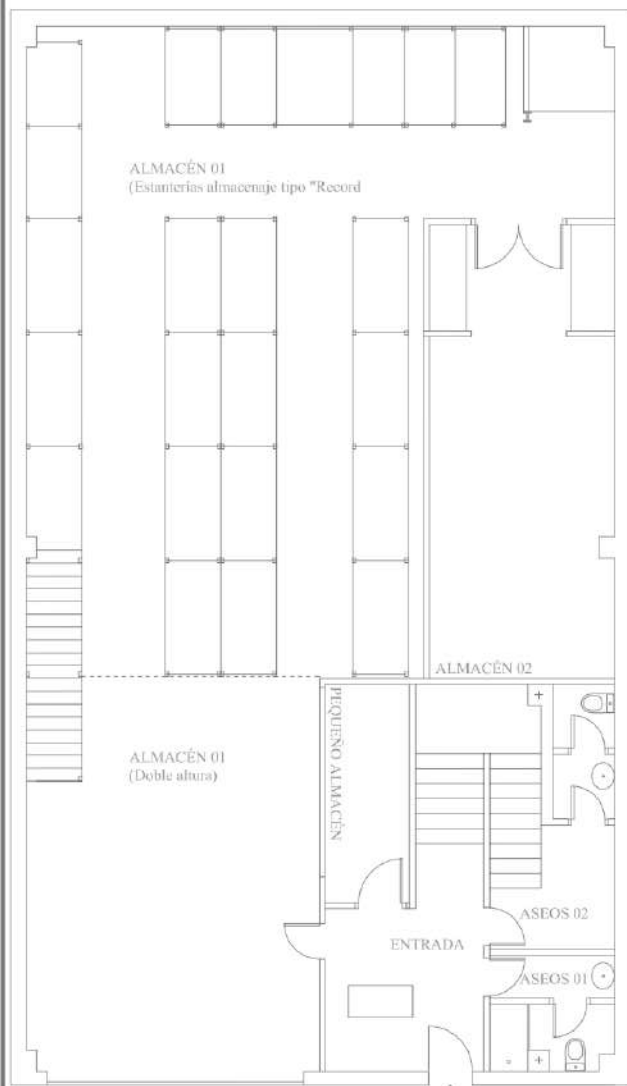 ALMACÉN 01
(Estanterías almacenaje tipo "Record
ALMACÉN 02
ALMACÉN 01
(Doble altura)
PEQUEÑO ALMACÉN
ASEOS 02
ENTRADA
ASEOS 01